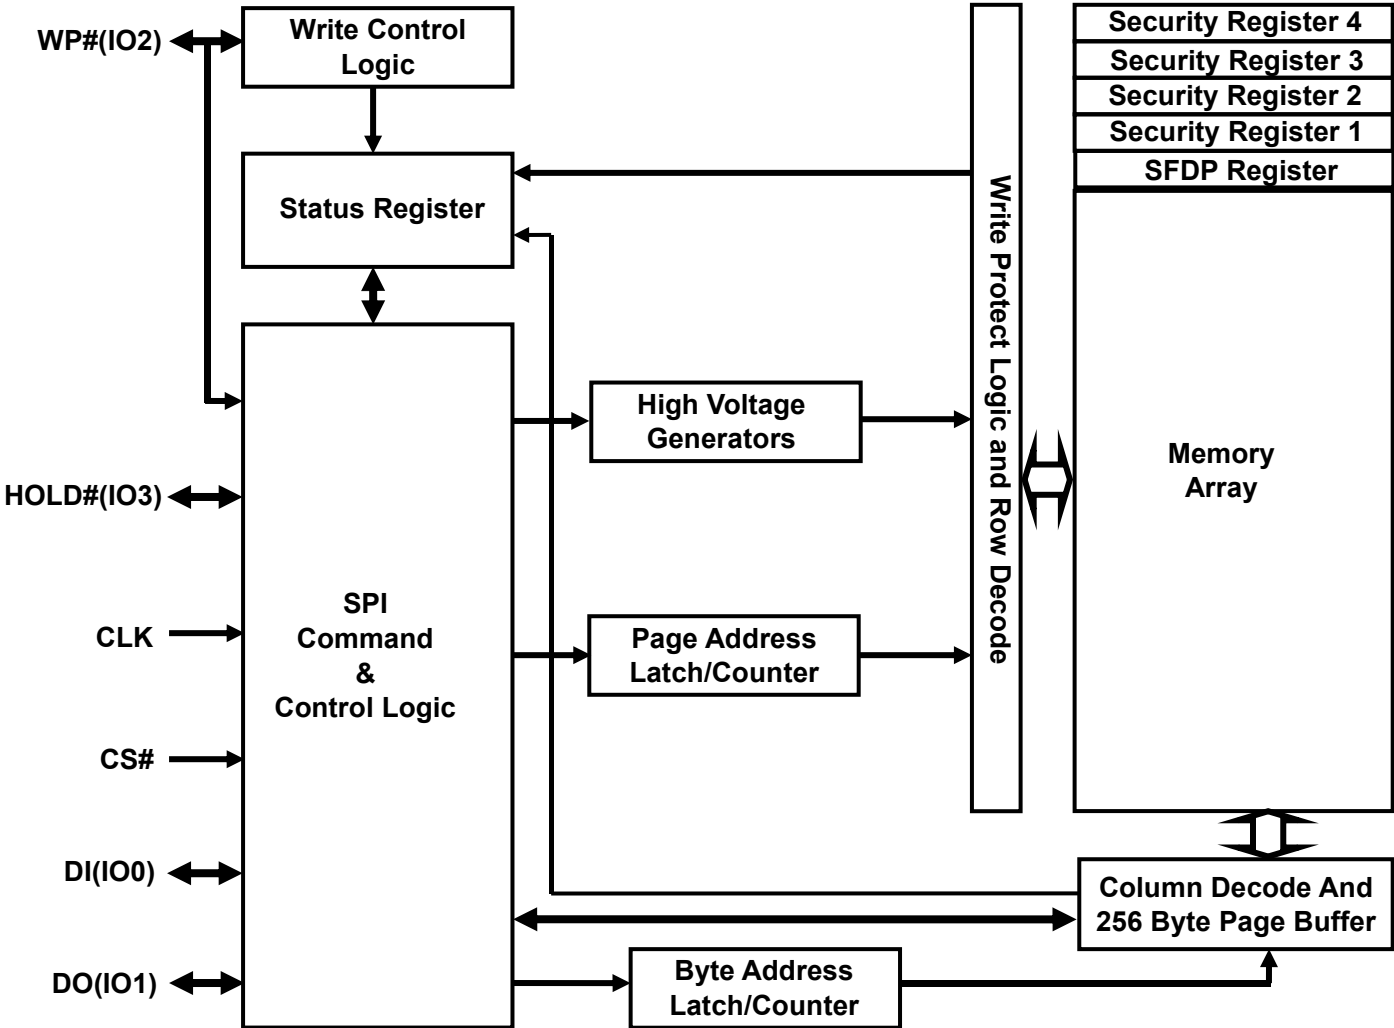 WP#(IO2)
Write Control
Logic
Security Register 4
Security Register 3
Security Register 2
Security Register 1
SFDP Register
Status Register
Write Protect Logic and Row Decode
High Voltage
Generators
Memory
Array
HOLD#(IO3)
SPI
Command
&
Control Logic
CLK
Page Address
Latch/Counter
CS#
DI(IO0)
Column Decode And
256 Byte Page Buffer
DO(IO1)
Byte Address
Latch/Counter